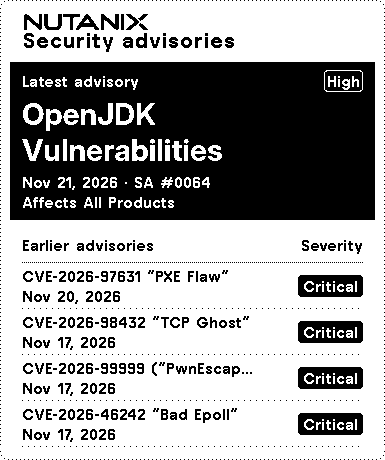 NUTANIX
Security advisories
Latest advisory High
OpenJDK
Vulnerabilities
Nov 21, 2026 · SA #0064
Affects All Products
Earlier advisories Severity
CVE-2026-97631 "PXE Flaw"
Nov 20, 2026
Critical
CVE-2026-98432 "TCP Ghost"
Nov 17, 2026
Critical
CVE-2026-99999 ("PwnEscap...
Nov 17, 2026
Critical
CVE-2026-46242 "Bad Epoll"
Nov 17, 2026
Critical